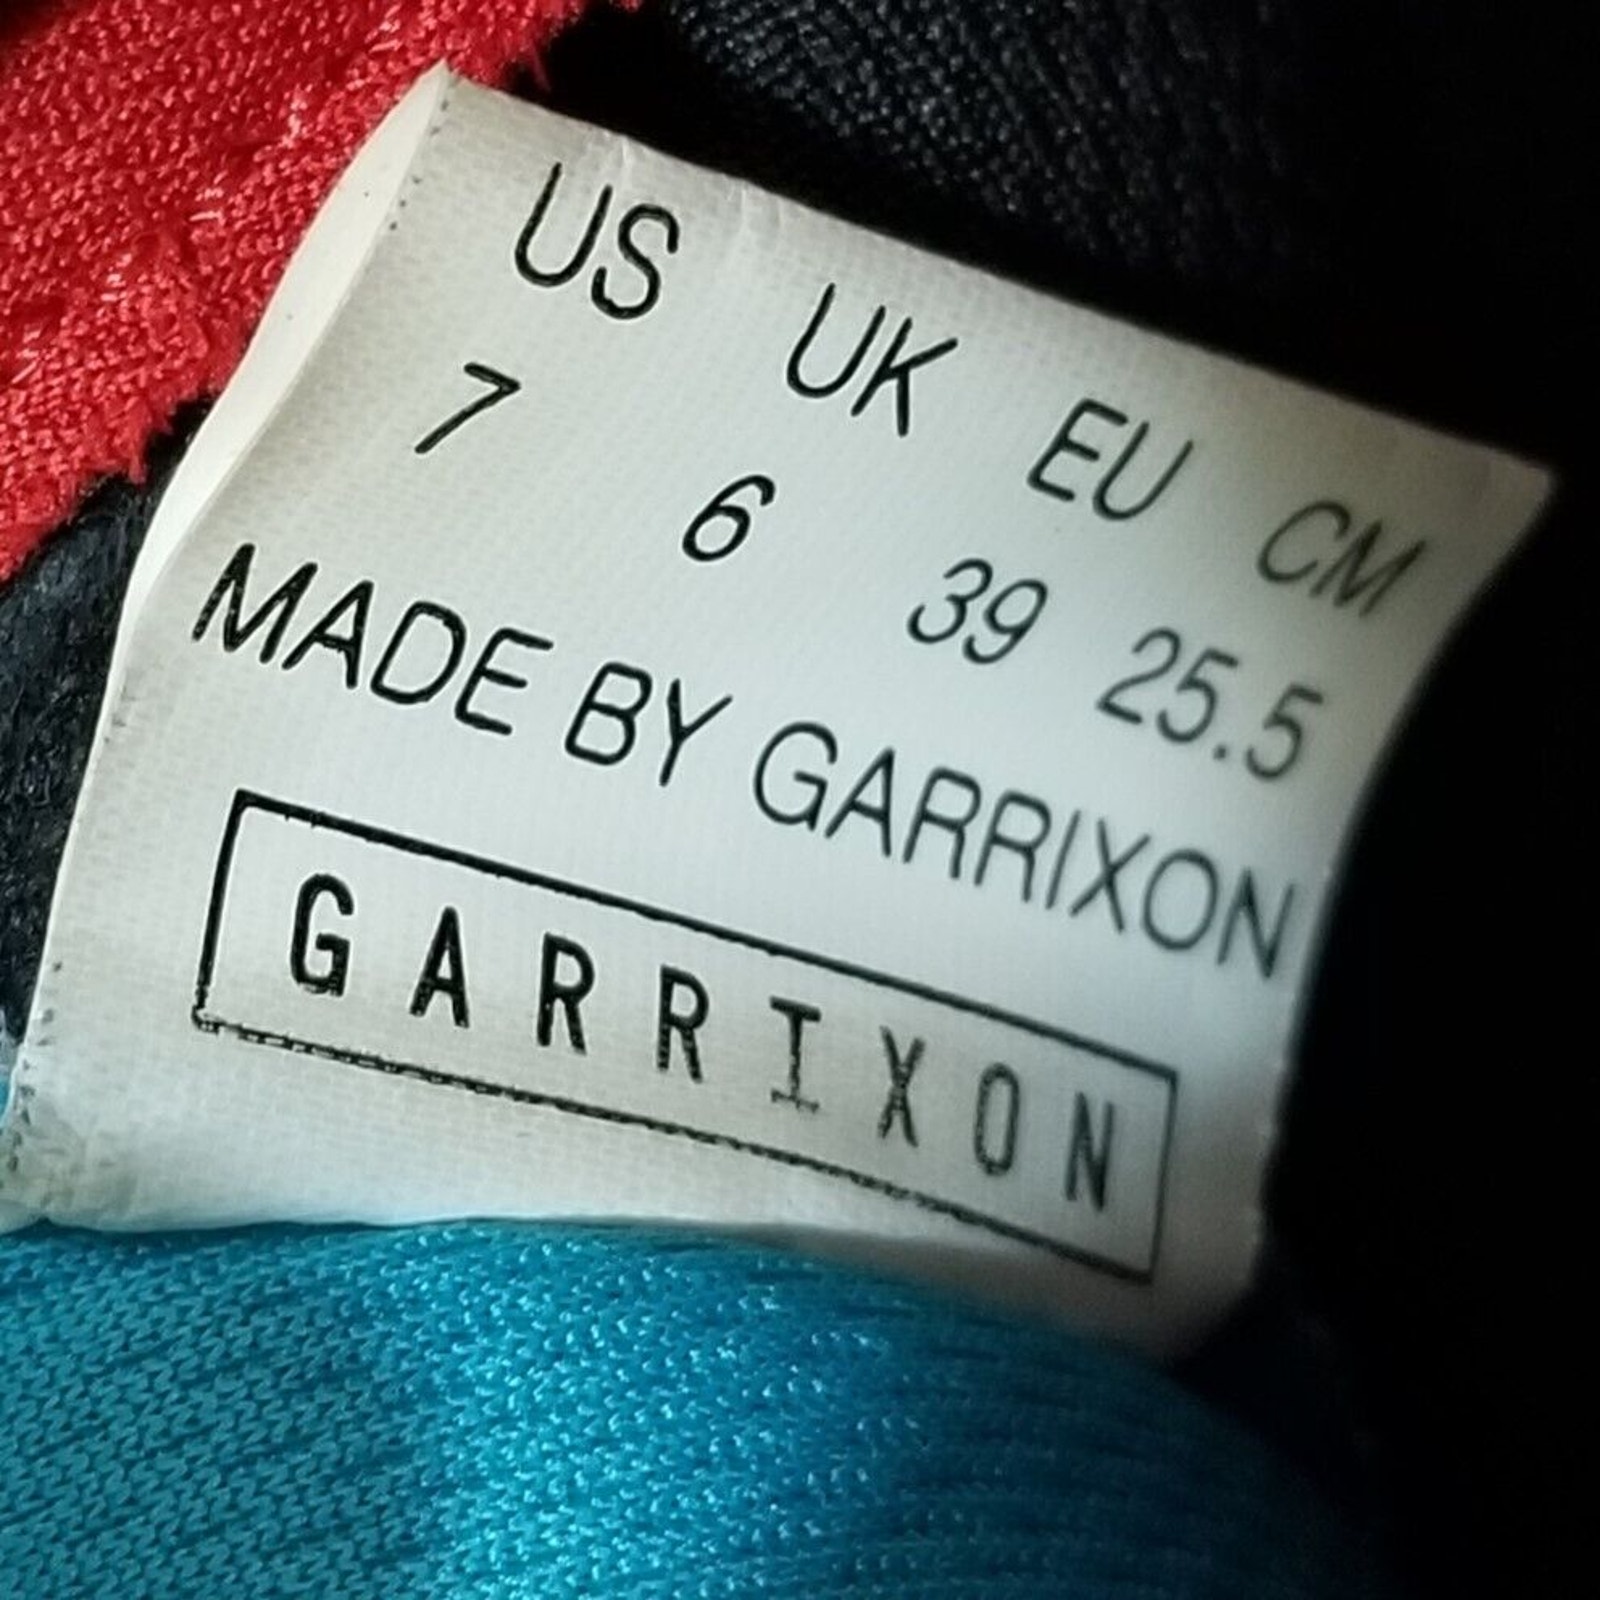 US UK EU CM
7 6 39 25.5
MADE BY GARRIXON
GARRIXON